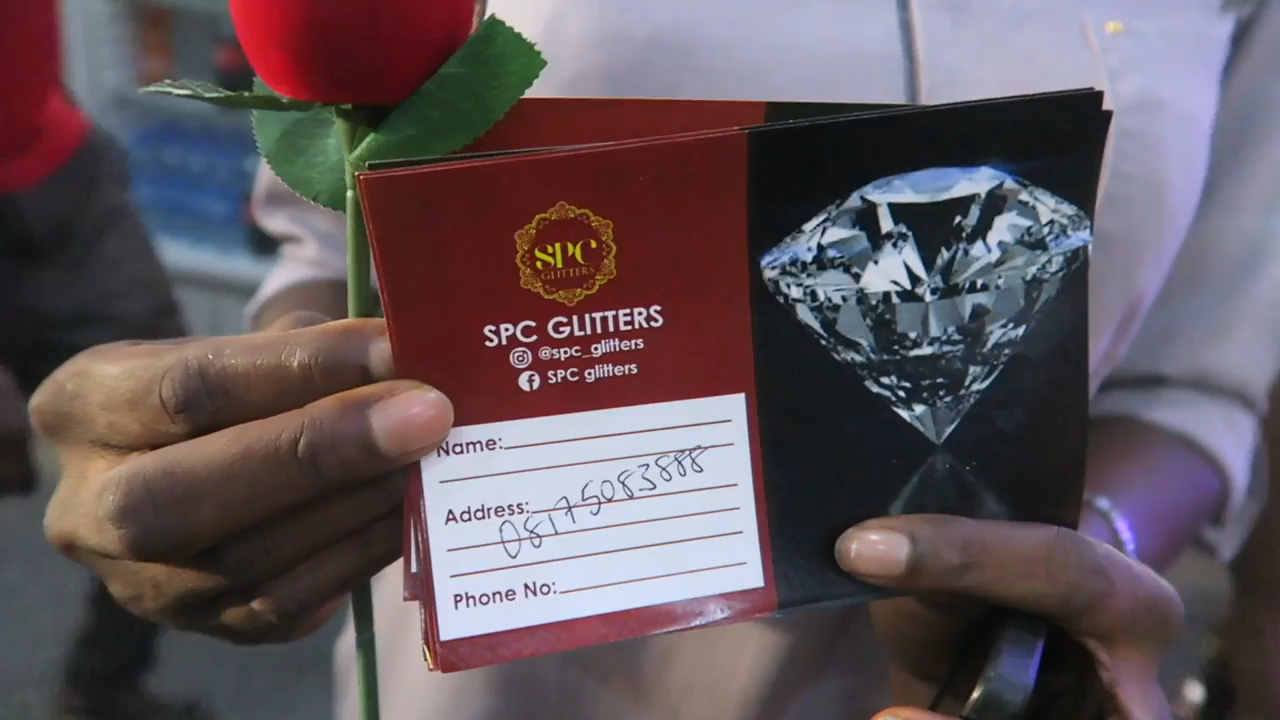 SPC
GLITTERS
SPC GLITTERS
@spc_glitters
SPC glitters
Name:
Address:
08175083888
Phone No: